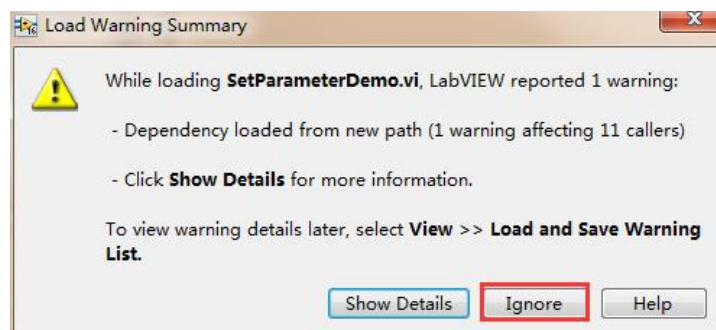 Load Warning Summary
While loading SetParameterDemo.vi, LabVIEW reported 1 warning:
- Dependency loaded from new path (1 warning affecting 11 callers)
- Click Show Details for more information.
To view warning details later, select View >> Load and Save Warning
List.
Show Details Ignore Help